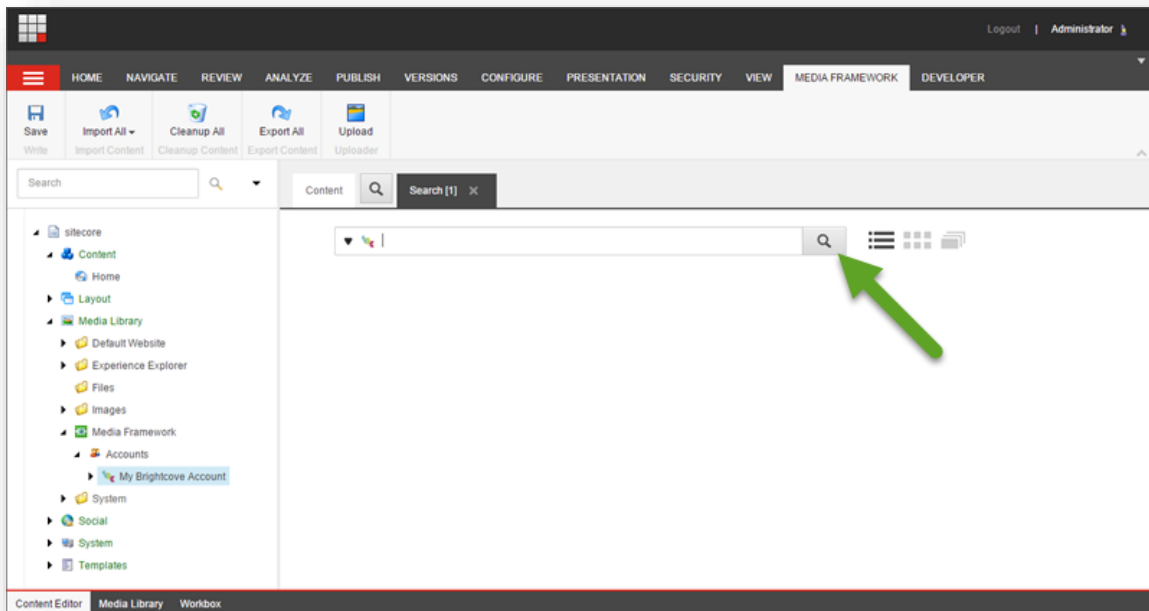 Logout | Administrator
HOME NAVIGATE REVIEW ANALYZE PUBLISH VERSIONS CONFIGURE PRESENTATION SECURITY VIEW MEDIA FRAMEWORK DEVELOPER
Save Import All Cleanup All Export All Upload
Write Import Content Cleanup Content Export Content Uploader
Search
Content Search [1]
sitecore
Content
Home
Layout
Media Library
Default Website
Experience Explorer
Files
Images
Media Framework
Accounts
My Brightcove Account
System
Social
System
Templates
Content Editor Media Library Workbox